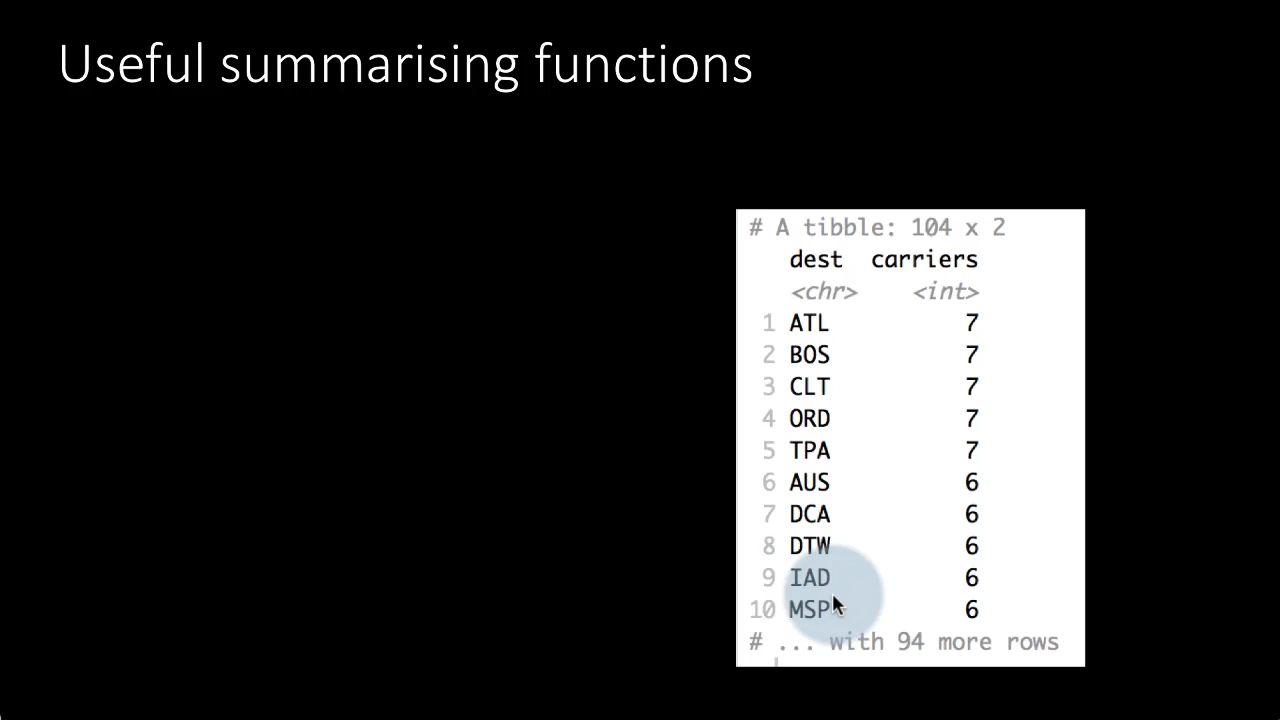 Useful summarising functions
# A tibble: 104 x 2
dest carriers
<chr> <int>
1 ATL 7
2 BOS 7
3 CLT 7
4 ORD 7
5 TPA 7
6 AUS 6
7 DCA 6
8 DTW 6
9 IAD 6
10 MSP 6
# ... with 94 more rows